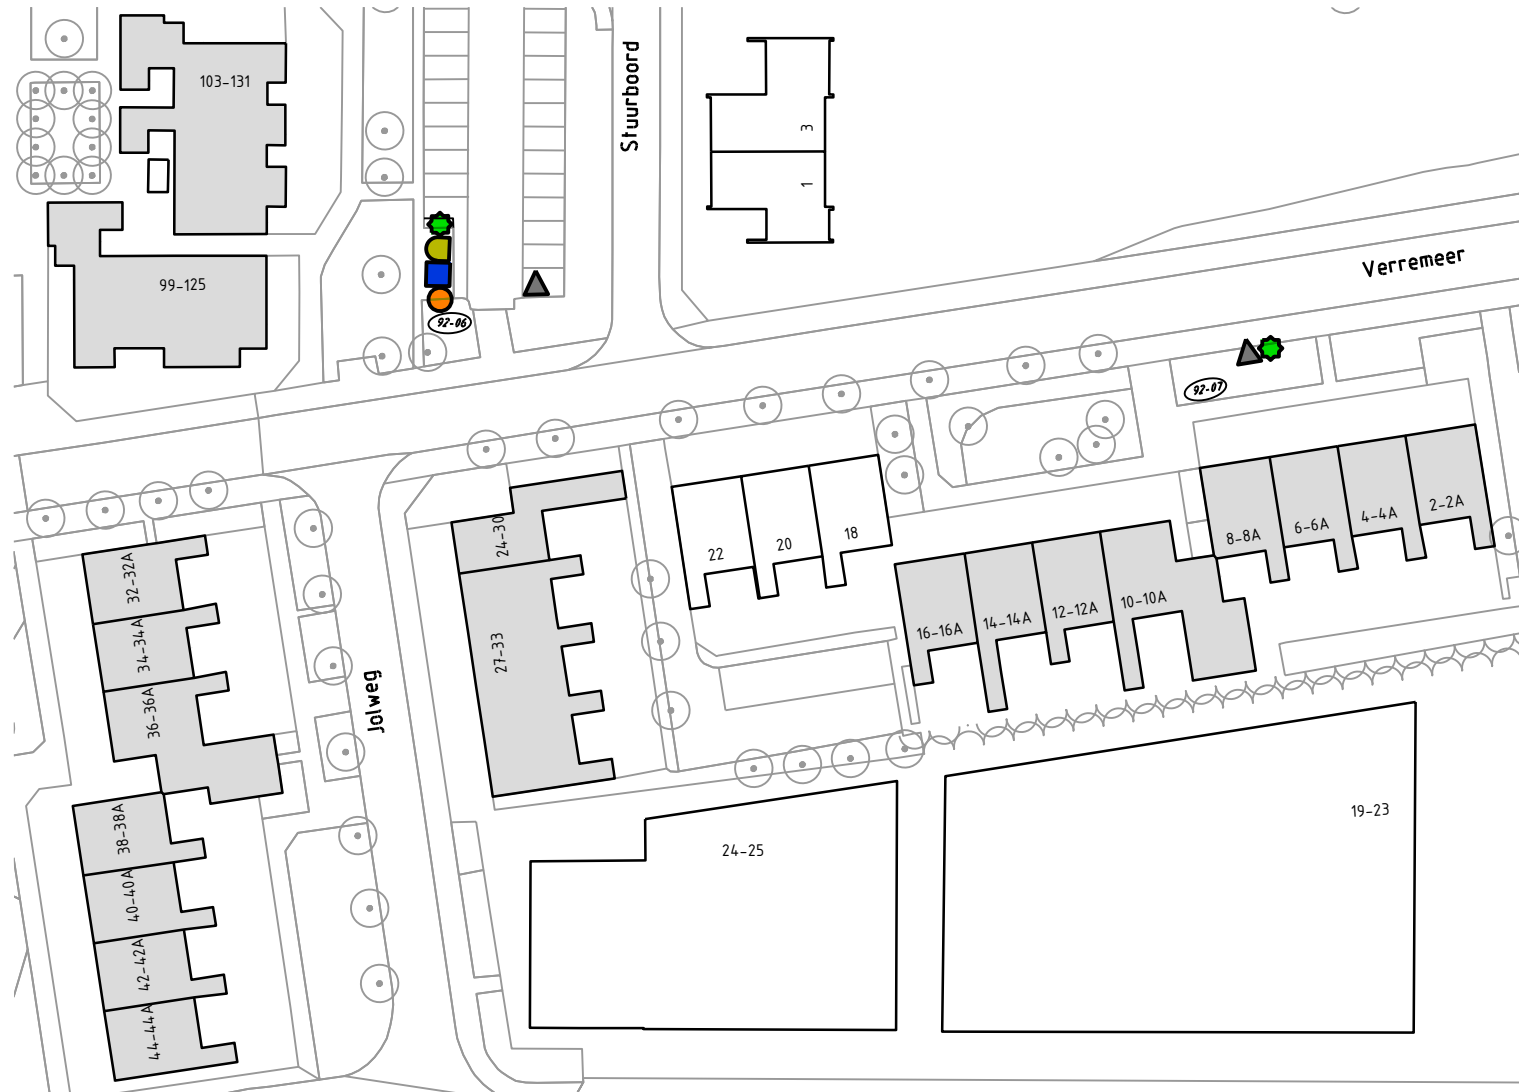 103-131
Stuurboord
3
1
99-125
92-06
Verremeer
92-07
24-30
22
20
18
8-8A
6-6A
4-4A
2-2A
32-32A
34-34A
36-36A
27-33
16-16A
14-14A
12-12A
10-10A
Jolweg
38-38A
40-40A
42-42A
44-44A
24-25
19-23